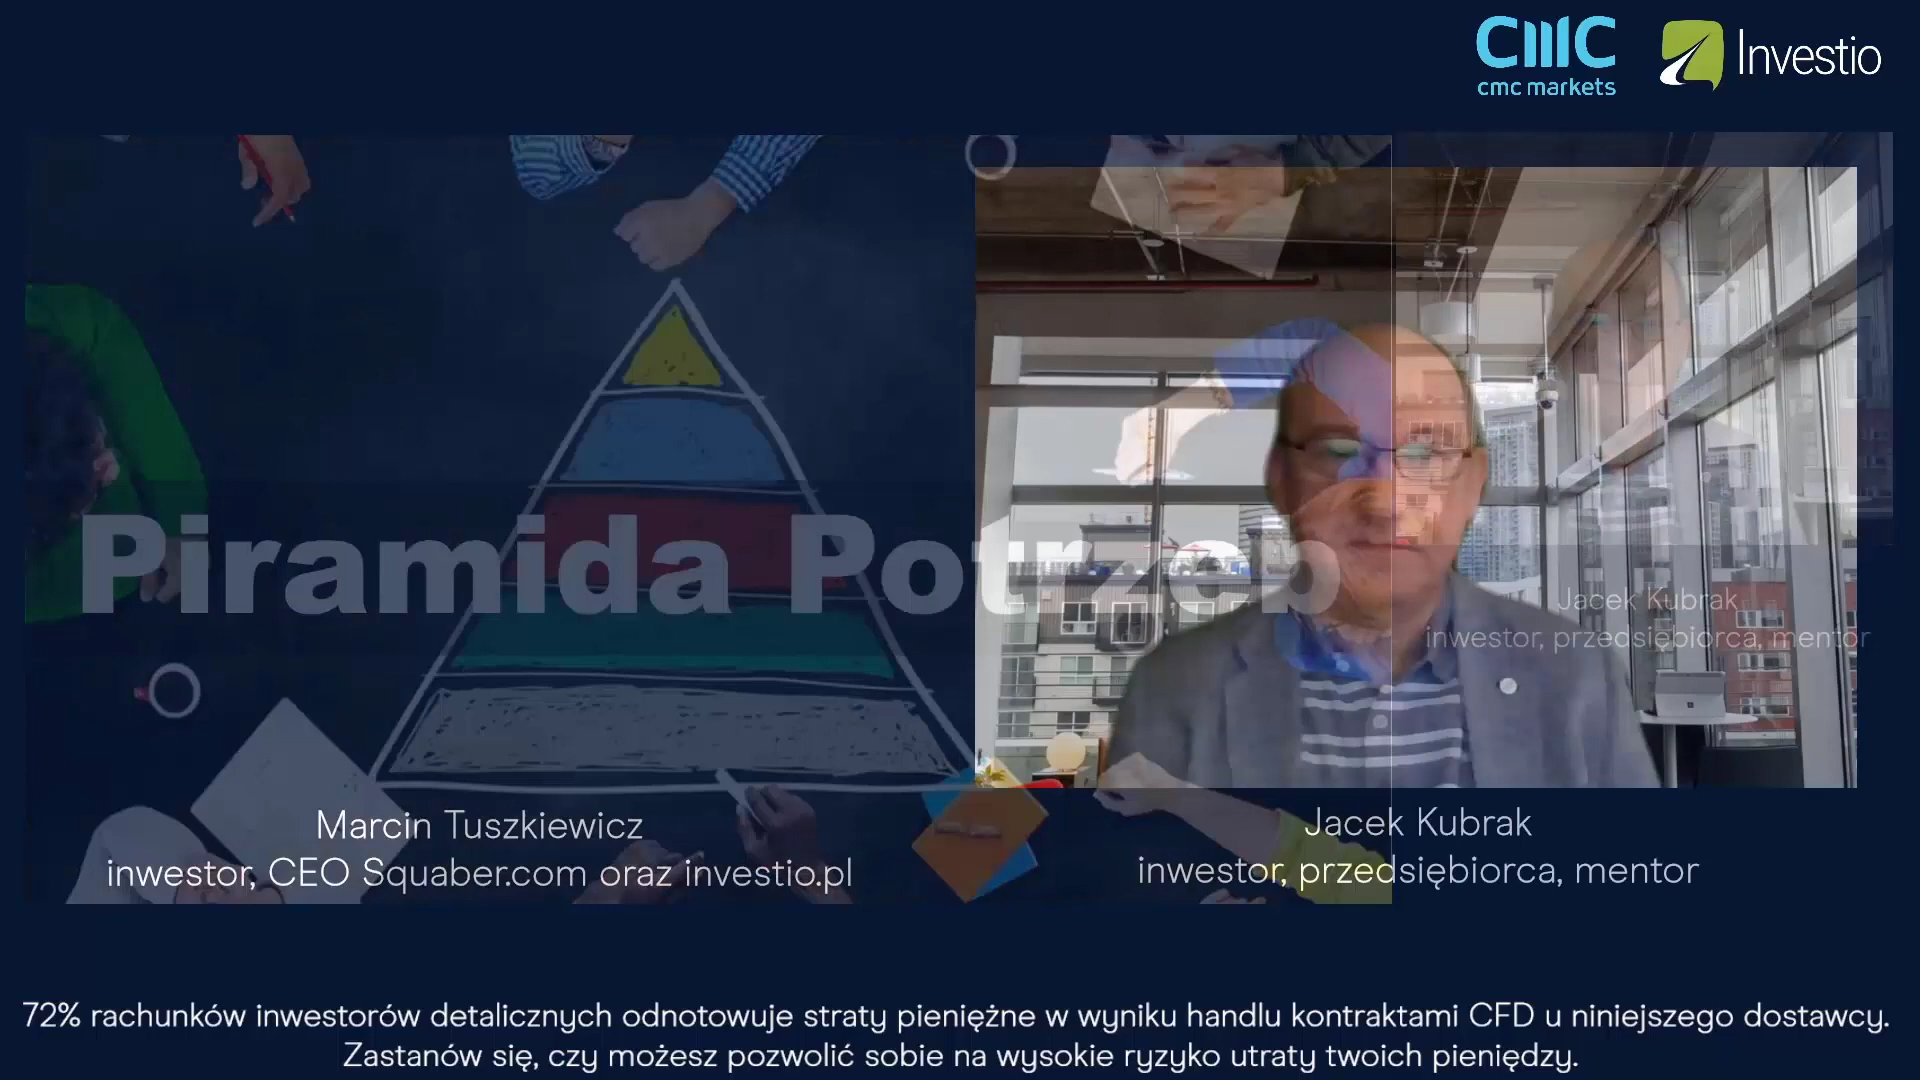 CMC
cmc markets
Investio
Piramida Potrzeb
Jacek Kubrak
inwestor, przedsiębiorca, mentor
Marcin Tuszkiewicz
inwestor, CEO Squaber.com oraz investio.pl
Jacek Kubrak
inwestor, przedsiębiorca, mentor
72% rachunków inwestorów detalicznych odnotowuje straty pieniężne w wyniku handlu kontraktami CFD u niniejszego dostawcy.
Zastanów się, czy możesz pozwolić sobie na wysokie ryzyko utraty twoich pieniędzy.